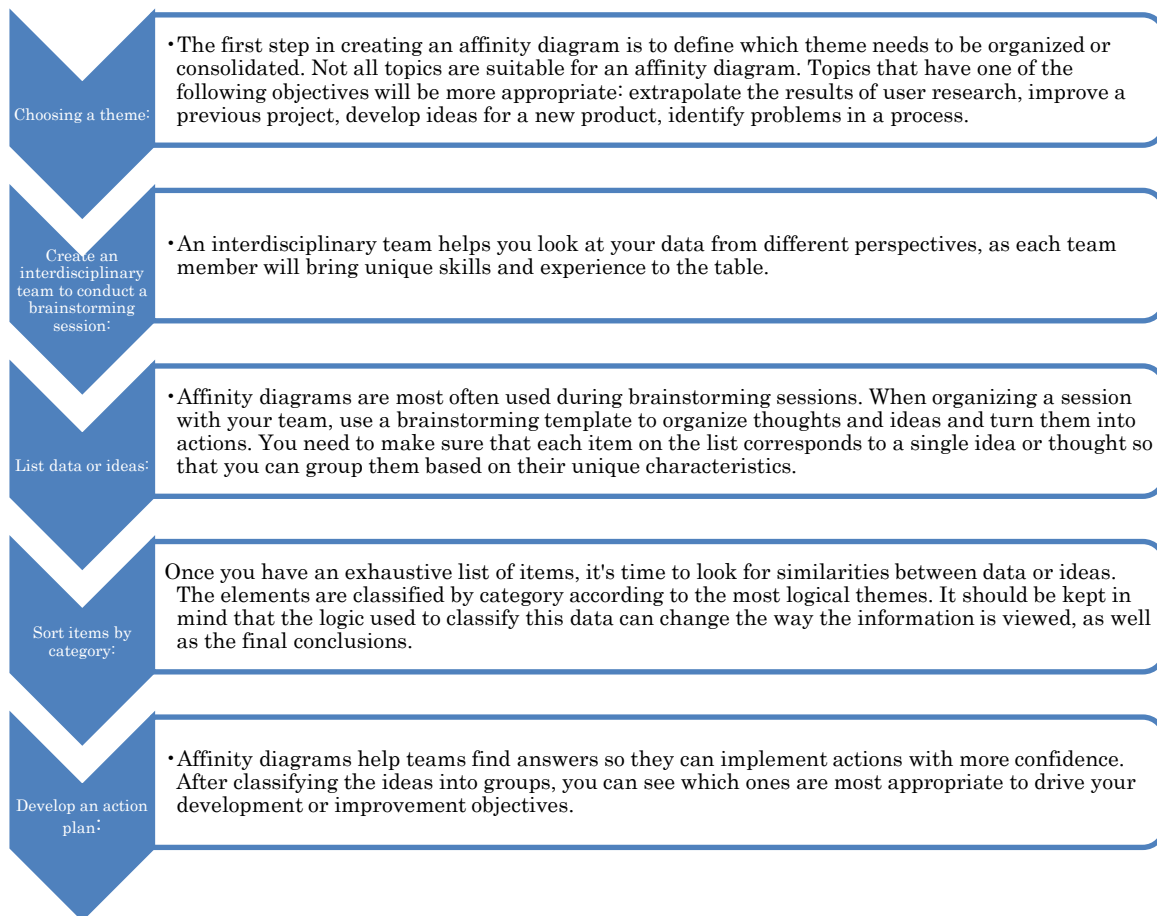 Choosing a theme:
•The first step in creating an affinity diagram is to define which theme needs to be organized or
consolidated. Not all topics are suitable for an affinity diagram. Topics that have one of the
following objectives will be more appropriate: extrapolate the results of user research, improve a
previous project, develop ideas for a new product, identify problems in a process.
Create an
interdisciplinary
team to conduct a
brainstorming
session:
•An interdisciplinary team helps you look at your data from different perspectives, as each team
member will bring unique skills and experience to the table.
List data or ideas:
•Affinity diagrams are most often used during brainstorming sessions. When organizing a session
with your team, use a brainstorming template to organize thoughts and ideas and turn them into
actions. You need to make sure that each item on the list corresponds to a single idea or thought so
that you can group them based on their unique characteristics.
Sort items by
category:
Once you have an exhaustive list of items, it's time to look for similarities between data or ideas.
The elements are classified by category according to the most logical themes. It should be kept in
mind that the logic used to classify this data can change the way the information is viewed, as well
as the final conclusions.
Develop an action
plan:
•Affinity diagrams help teams find answers so they can implement actions with more confidence.
After classifying the ideas into groups, you can see which ones are most appropriate to drive your
development or improvement objectives.